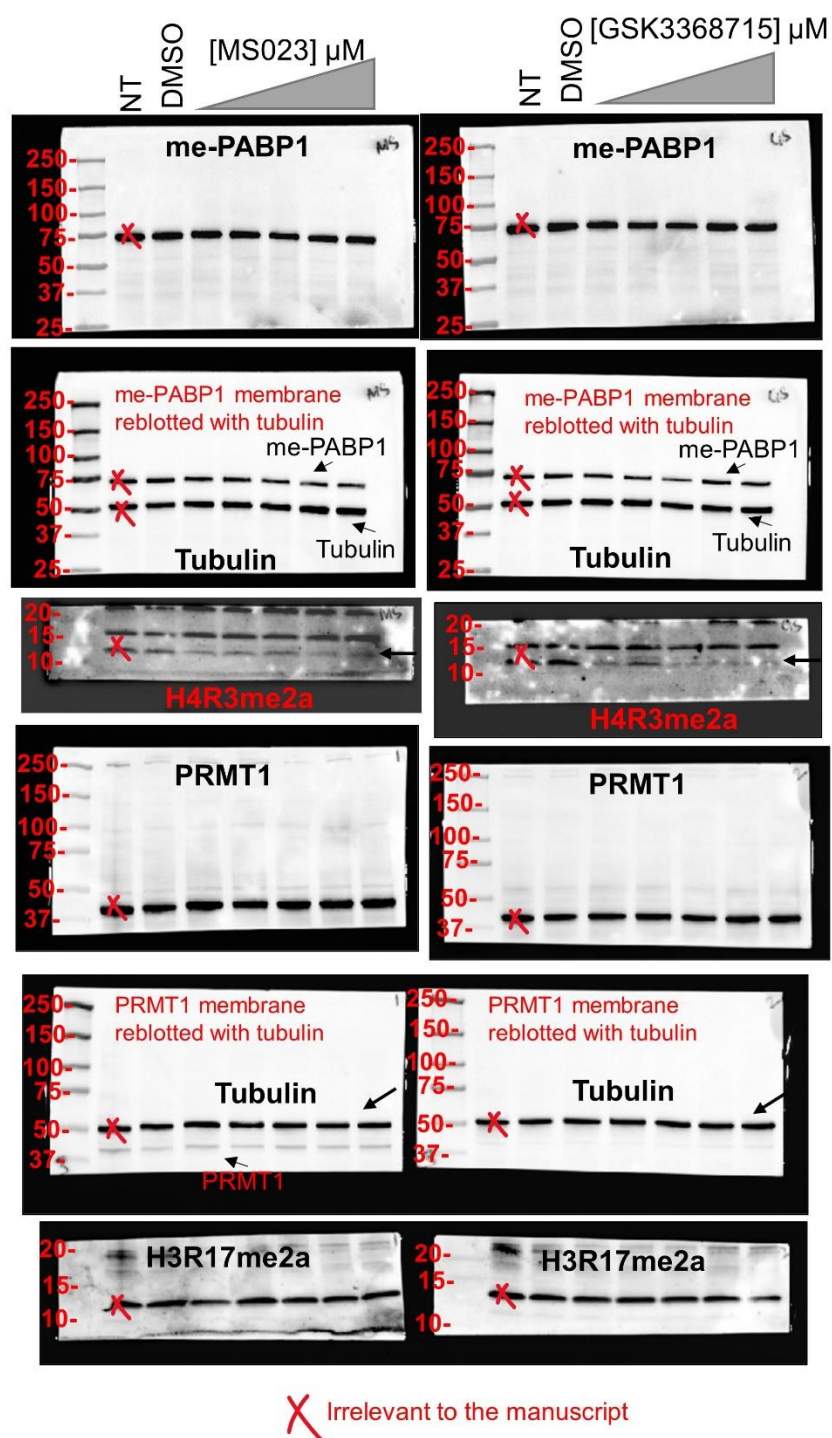 [MS023] µM
[GSK3368715] µM
NT
DMSO
NT
DMSO
me-PABP1
MS
250-
150-
100-
75-
50-
37-
25-
me-PABP1
GS
250-
150-
100-
75-
50-
37-
25-
me-PABP1 membrane
reblotted with tubulin
MS
me-PABP1
250-
150-
100-
75-
50-
37-
25-
Tubulin
Tubulin
me-PABP1 membrane
reblotted with tubulin
GS
me-PABP1
250-
150-
100-
75-
50-
37-
25-
Tubulin
Tubulin
20-
15-
10-
MS
H4R3me2a
20-
15-
10-
GS
H4R3me2a
PRMT1
1
250-
150-
100-
75-
50-
37-
PRMT1
2
250-
150-
100-
75-
50-
37-
PRMT1 membrane
reblotted with tubulin
1
250-
150-
100-
75-
50-
37-
Tubulin
PRMT1
PRMT1 membrane
reblotted with tubulin
2
250-
150-
100-
75-
50-
37-
Tubulin
20-
15-
10-
H3R17me2a
20-
15-
10-
H3R17me2a
X Irrelevant to the manuscript